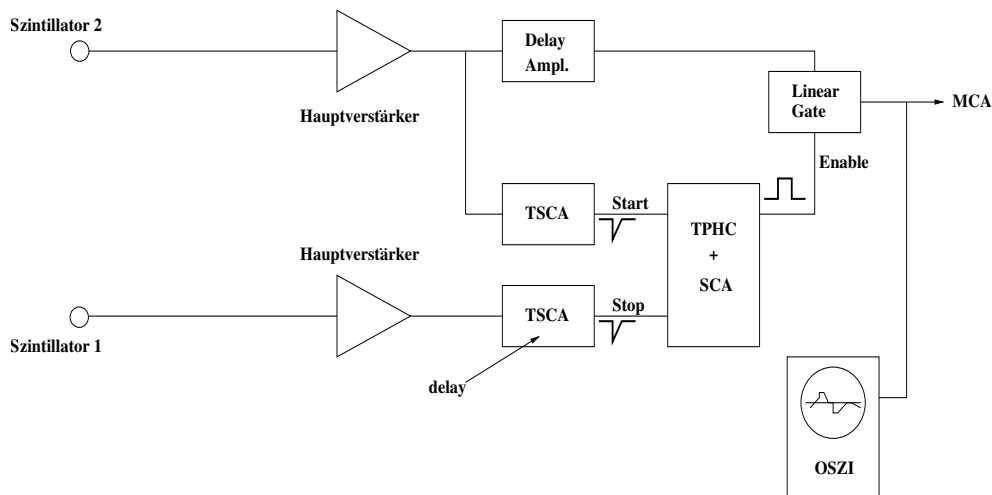 Szintillator 2
Hauptverstärker
Delay
Ampl.
Linear
Gate
MCA
Enable
TSCA
Start
TPHC
+
SCA
Hauptverstärker
TSCA
Stop
Szintillator 1
delay
OSZI